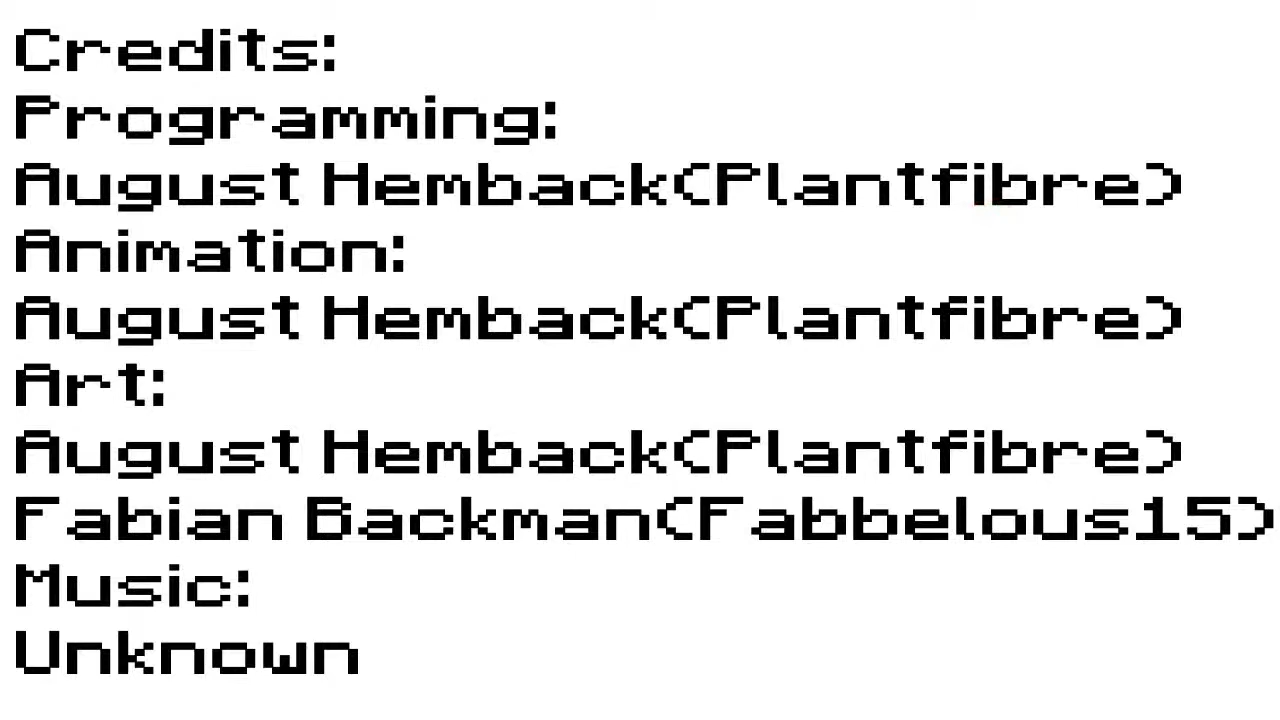 Credits:
Programming:
August Hemback(Plantfibre)
Animation:
August Hemback(Plantfibre)
Art:
August Hemback(Plantfibre)
Fabian Backman(Fabbelous15)
Music:
Unknown